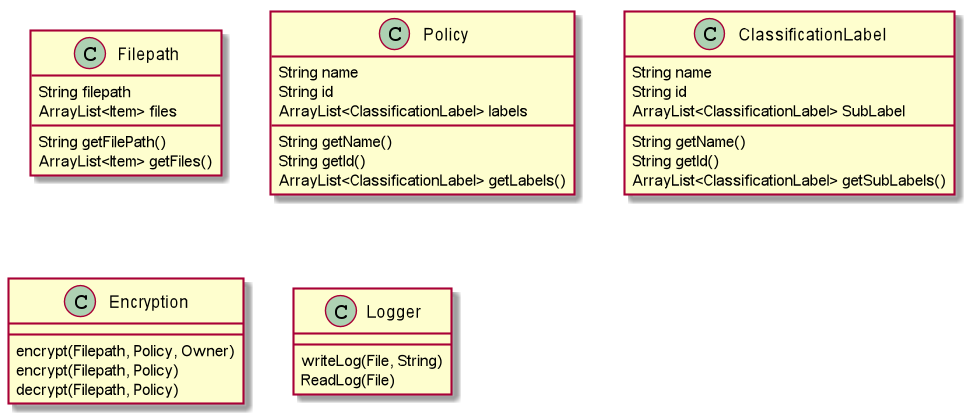 C Filepath
String filepath
ArrayList<Item> files
String getFilePath()
ArrayList<Item> getFiles()
C Policy
String name
String id
ArrayList<ClassificationLabel> labels
String getName()
String getId()
ArrayList<ClassificationLabel> getLabels()
C ClassificationLabel
String name
String id
ArrayList<ClassificationLabel> SubLabel
String getName()
String getId()
ArrayList<ClassificationLabel> getSubLabels()
C Encryption
encrypt(Filepath, Policy, Owner)
encrypt(Filepath, Policy)
decrypt(Filepath, Policy)
C Logger
writeLog(File, String)
ReadLog(File)